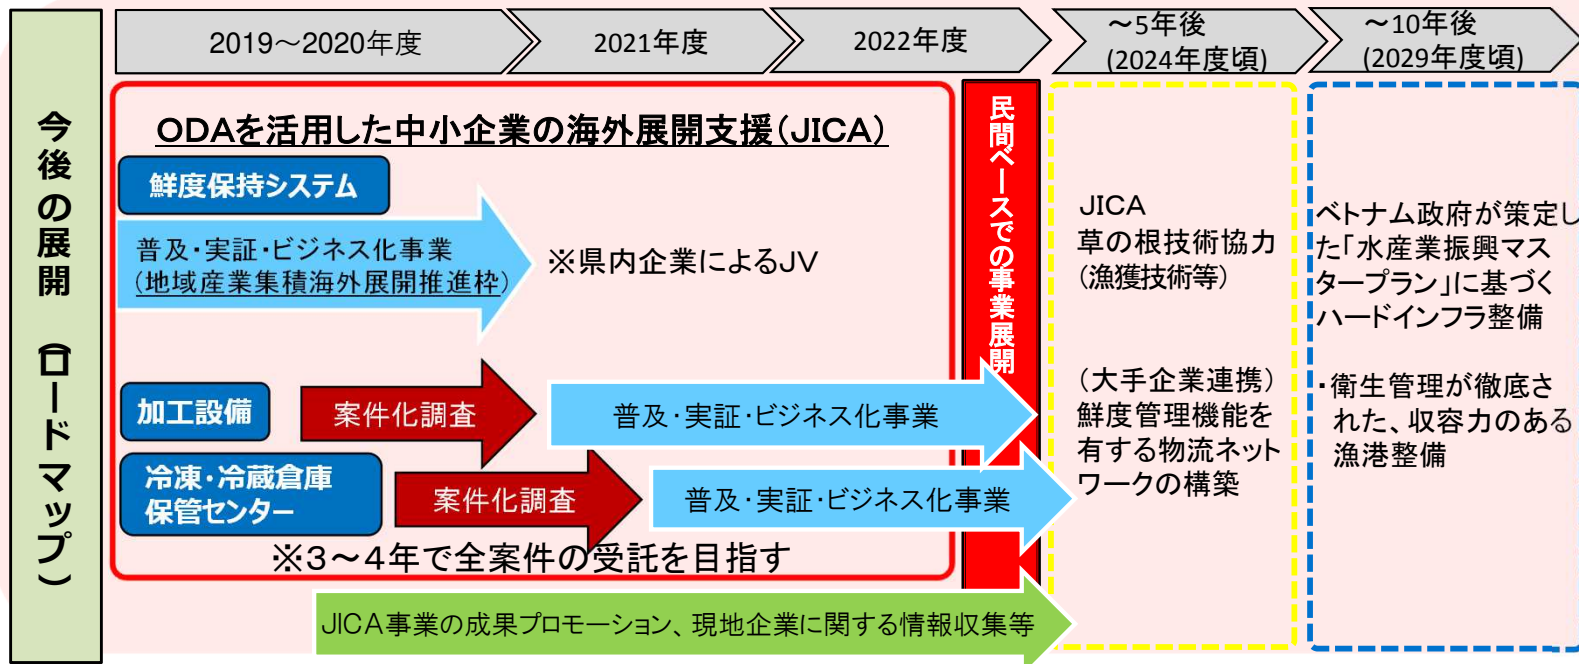 今後の展開 (ロードマップ)
2019～2020年度
2021年度
2022年度
～5年後
(2024年度頃)
～10年後
(2029年度頃)
ODAを活用した中小企業の海外展開支援(JICA)
鮮度保持システム
普及・実証・ビジネス化事業
(地域産業集積海外展開推進枠)
※県内企業によるJV
加工設備
案件化調査
普及・実証・ビジネス化事業
冷凍・冷蔵倉庫
保管センター
案件化調査
普及・実証・ビジネス化事業
※3～4年で全案件の受託を目指す
JICA事業の成果プロモーション、現地企業に関する情報収集等
民間ベースでの事業展開
JICA
草の根技術協力
(漁獲技術等)
(大手企業連携)
鮮度管理機能を
有する物流ネット
ワークの構築
ベトナム政府が策定し
た「水産業振興マス
タープラン」に基づく
ハードインフラ整備
・衛生管理が徹底さ
れた、収容力のある
漁港整備